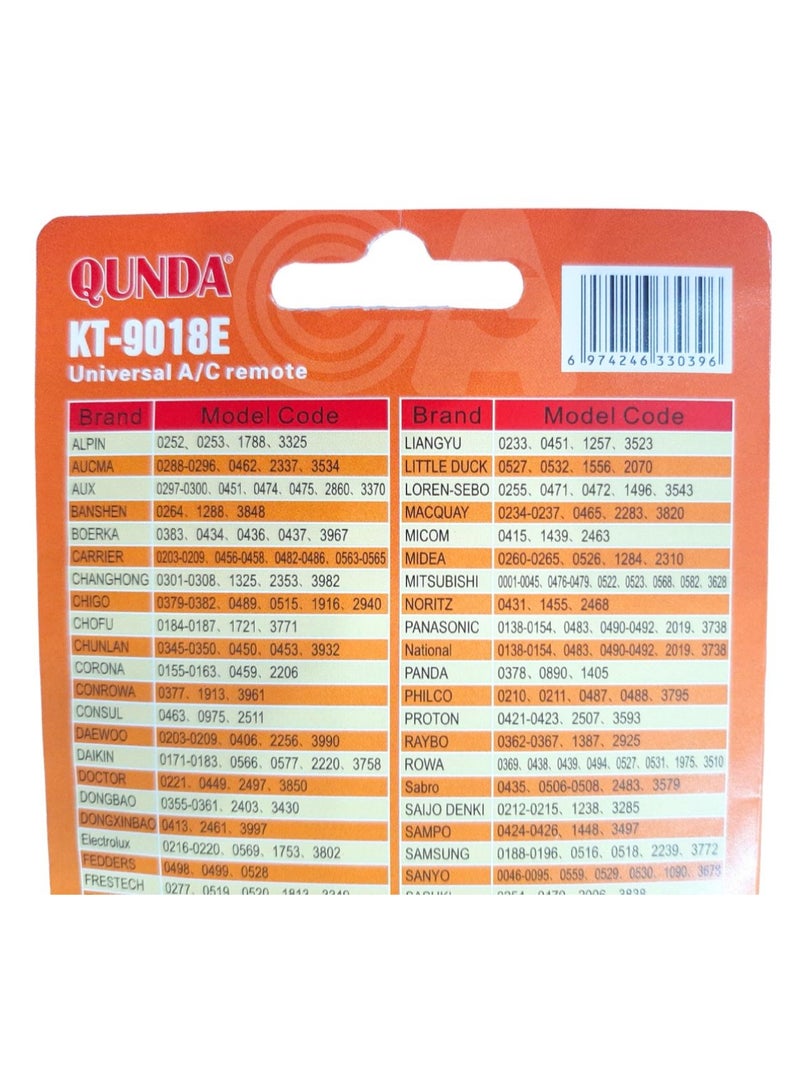 QUNDA®
KT-9018E
Universal A/C remote
6 974246 330396
Brand Model Code
ALPIN 0252、0253、1788、3325
AUCMA 0288-0296、0462、2337、3534
AUX 0297-0300、0451、0474、0475、2860、3370
BANSHEN 0264、1288、3848
BOERKA 0383、0434、0436、0437、3967
CARRIER 0203-0209、0456-0458、0482-0486、0563-0565
CHANGHONG 0301-0308、1325、2353、3982
CHIGO 0379-0382、0489、0515、1916、2940
CHOFU 0184-0187、1721、3771
CHUNLAN 0345-0350、0450、0453、3932
CORONA 0155-0163、0459、2206
CONROWA 0377、1913、3961
CONSUL 0463、0975、2511
DAEWOO 0203-0209、0406、2256、3990
DAIKIN 0171-0183、0566、0577、2220、3758
DOCTOR 0221、0449、2497、3850
DONGBAO 0355-0361、2403、3430
DONGXINBAO 0413、2461、3997
Electrolux 0216-0220、0569、1753、3802
FEDDERS 0498、0499、0528
FRESTECH 0277、0519、0520、1813、3349
Brand Model Code
LIANGYU 0233、0451、1257、3523
LITTLE DUCK 0527、0532、1556、2070
LOREN-SEBO 0255、0471、0472、1496、3543
MACQUAY 0234-0237、0465、2283、3820
MICOM 0415、1439、2463
MIDEA 0260-0265、0526、1284、2310
MITSUBISHI 0001-0045、0476-0479、0522、0523、0568、0582、3628
NORITZ 0431、1455、2468
PANASONIC 0138-0154、0483、0490-0492、2019、3738
National 0138-0154、0483、0490-0492、2019、3738
PANDA 0378、0890、1405
PHILCO 0210、0211、0487、0488、3795
PROTON 0421-0423、2507、3593
RAYBO 0362-0367、1387、2925
ROWA 0369、0438、0439、0494、0527、0531、1975、3510
Sabro 0435、0506-0508、2483、3579
SAIJO DENKI 0212-0215、1238、3285
SAMPO 0424-0426、1448、3497
SAMSUNG 0188-0196、0516、0518、2239、3772
SANYO 0046-0095、0559、0529、0530、1090、3673